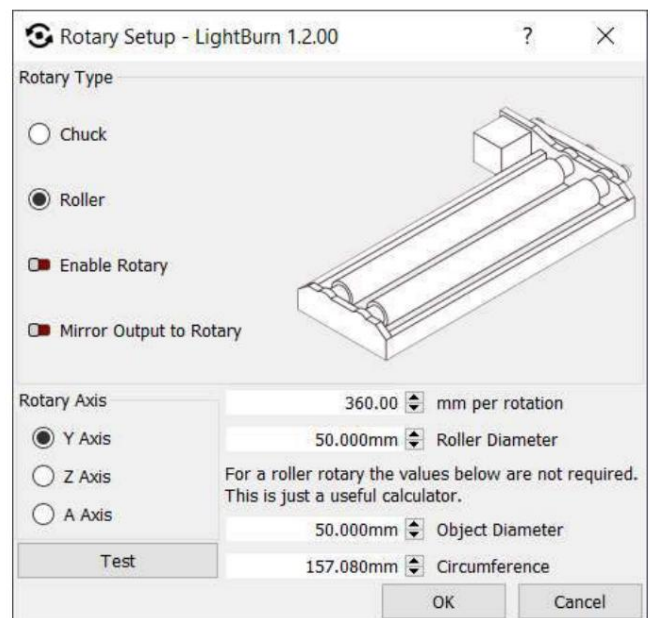 Rotary Setup - LightBurn 1.2.00 ?
Rotary Type
Chuck
Roller
Enable Rotary
Mirror Output to Rotary
Rotary Axis
Y Axis
Z Axis
A Axis
Test
360.00 mm per rotation
50.000mm Roller Diameter
For a roller rotary the values below are not required.
This is just a useful calculator.
50.000mm Object Diameter
157.080mm Circumference
OK Cancel